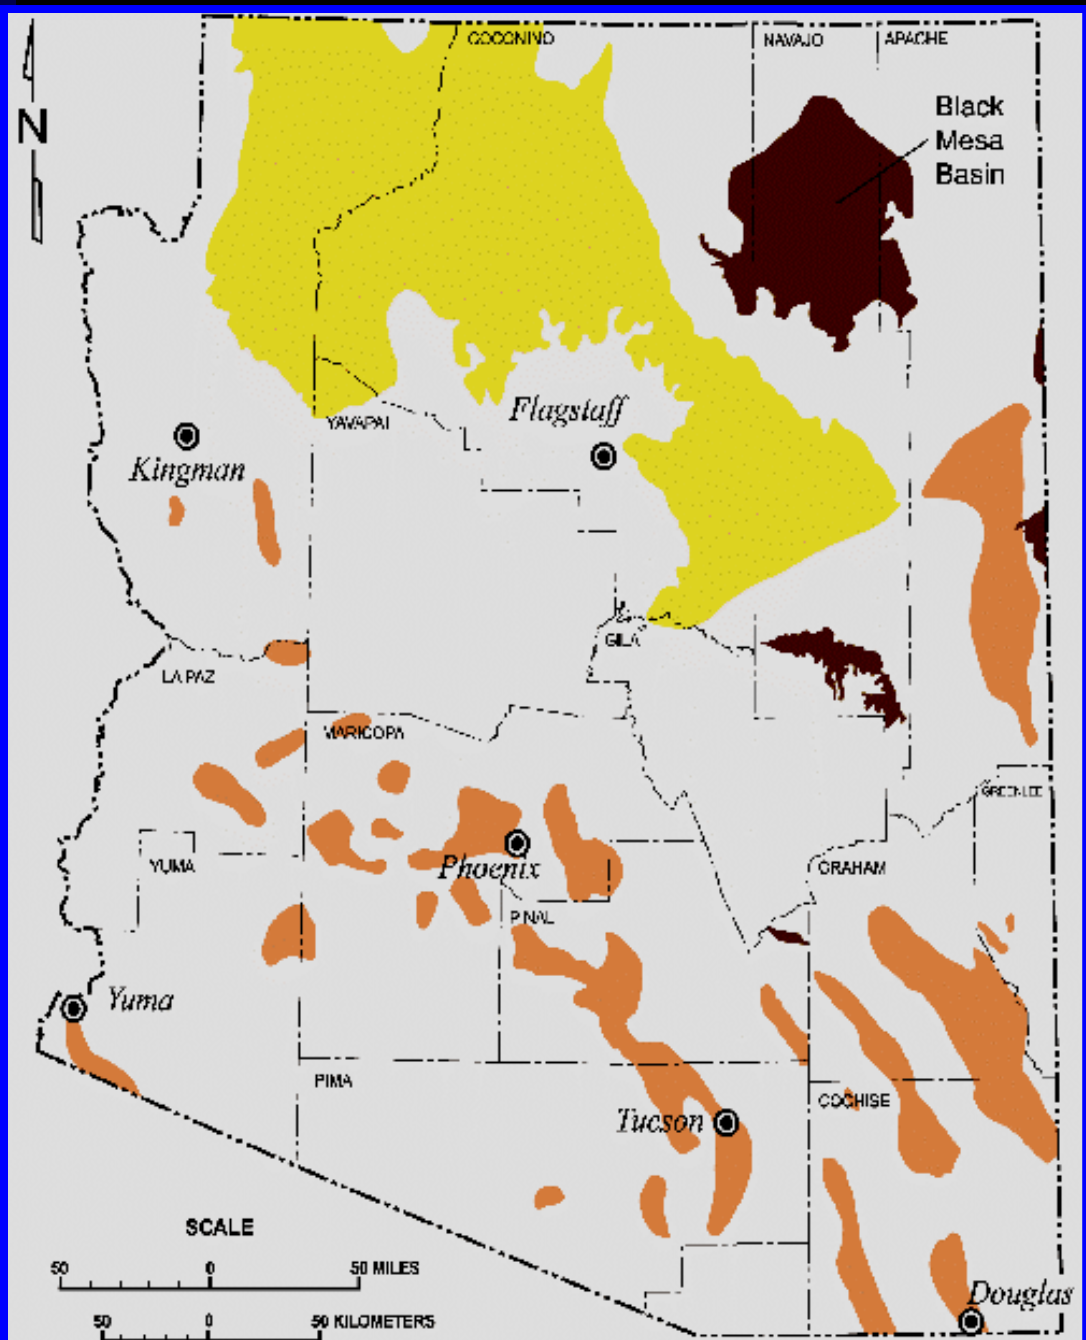 COCONINO
NAVAJO
APACHE
N
Black
Mesa
Basin
Flagstaff
YAVAPAI
Kingman
GILA
LA PAZ
MARICOPA
GREENLEE
YUMA
Phoenix
GRAHAM
PINAL
Yuma
PIMA
COCHISE
Tucson
SCALE
50 0 50 MILES
Douglas
50 0 50 KILOMETERS